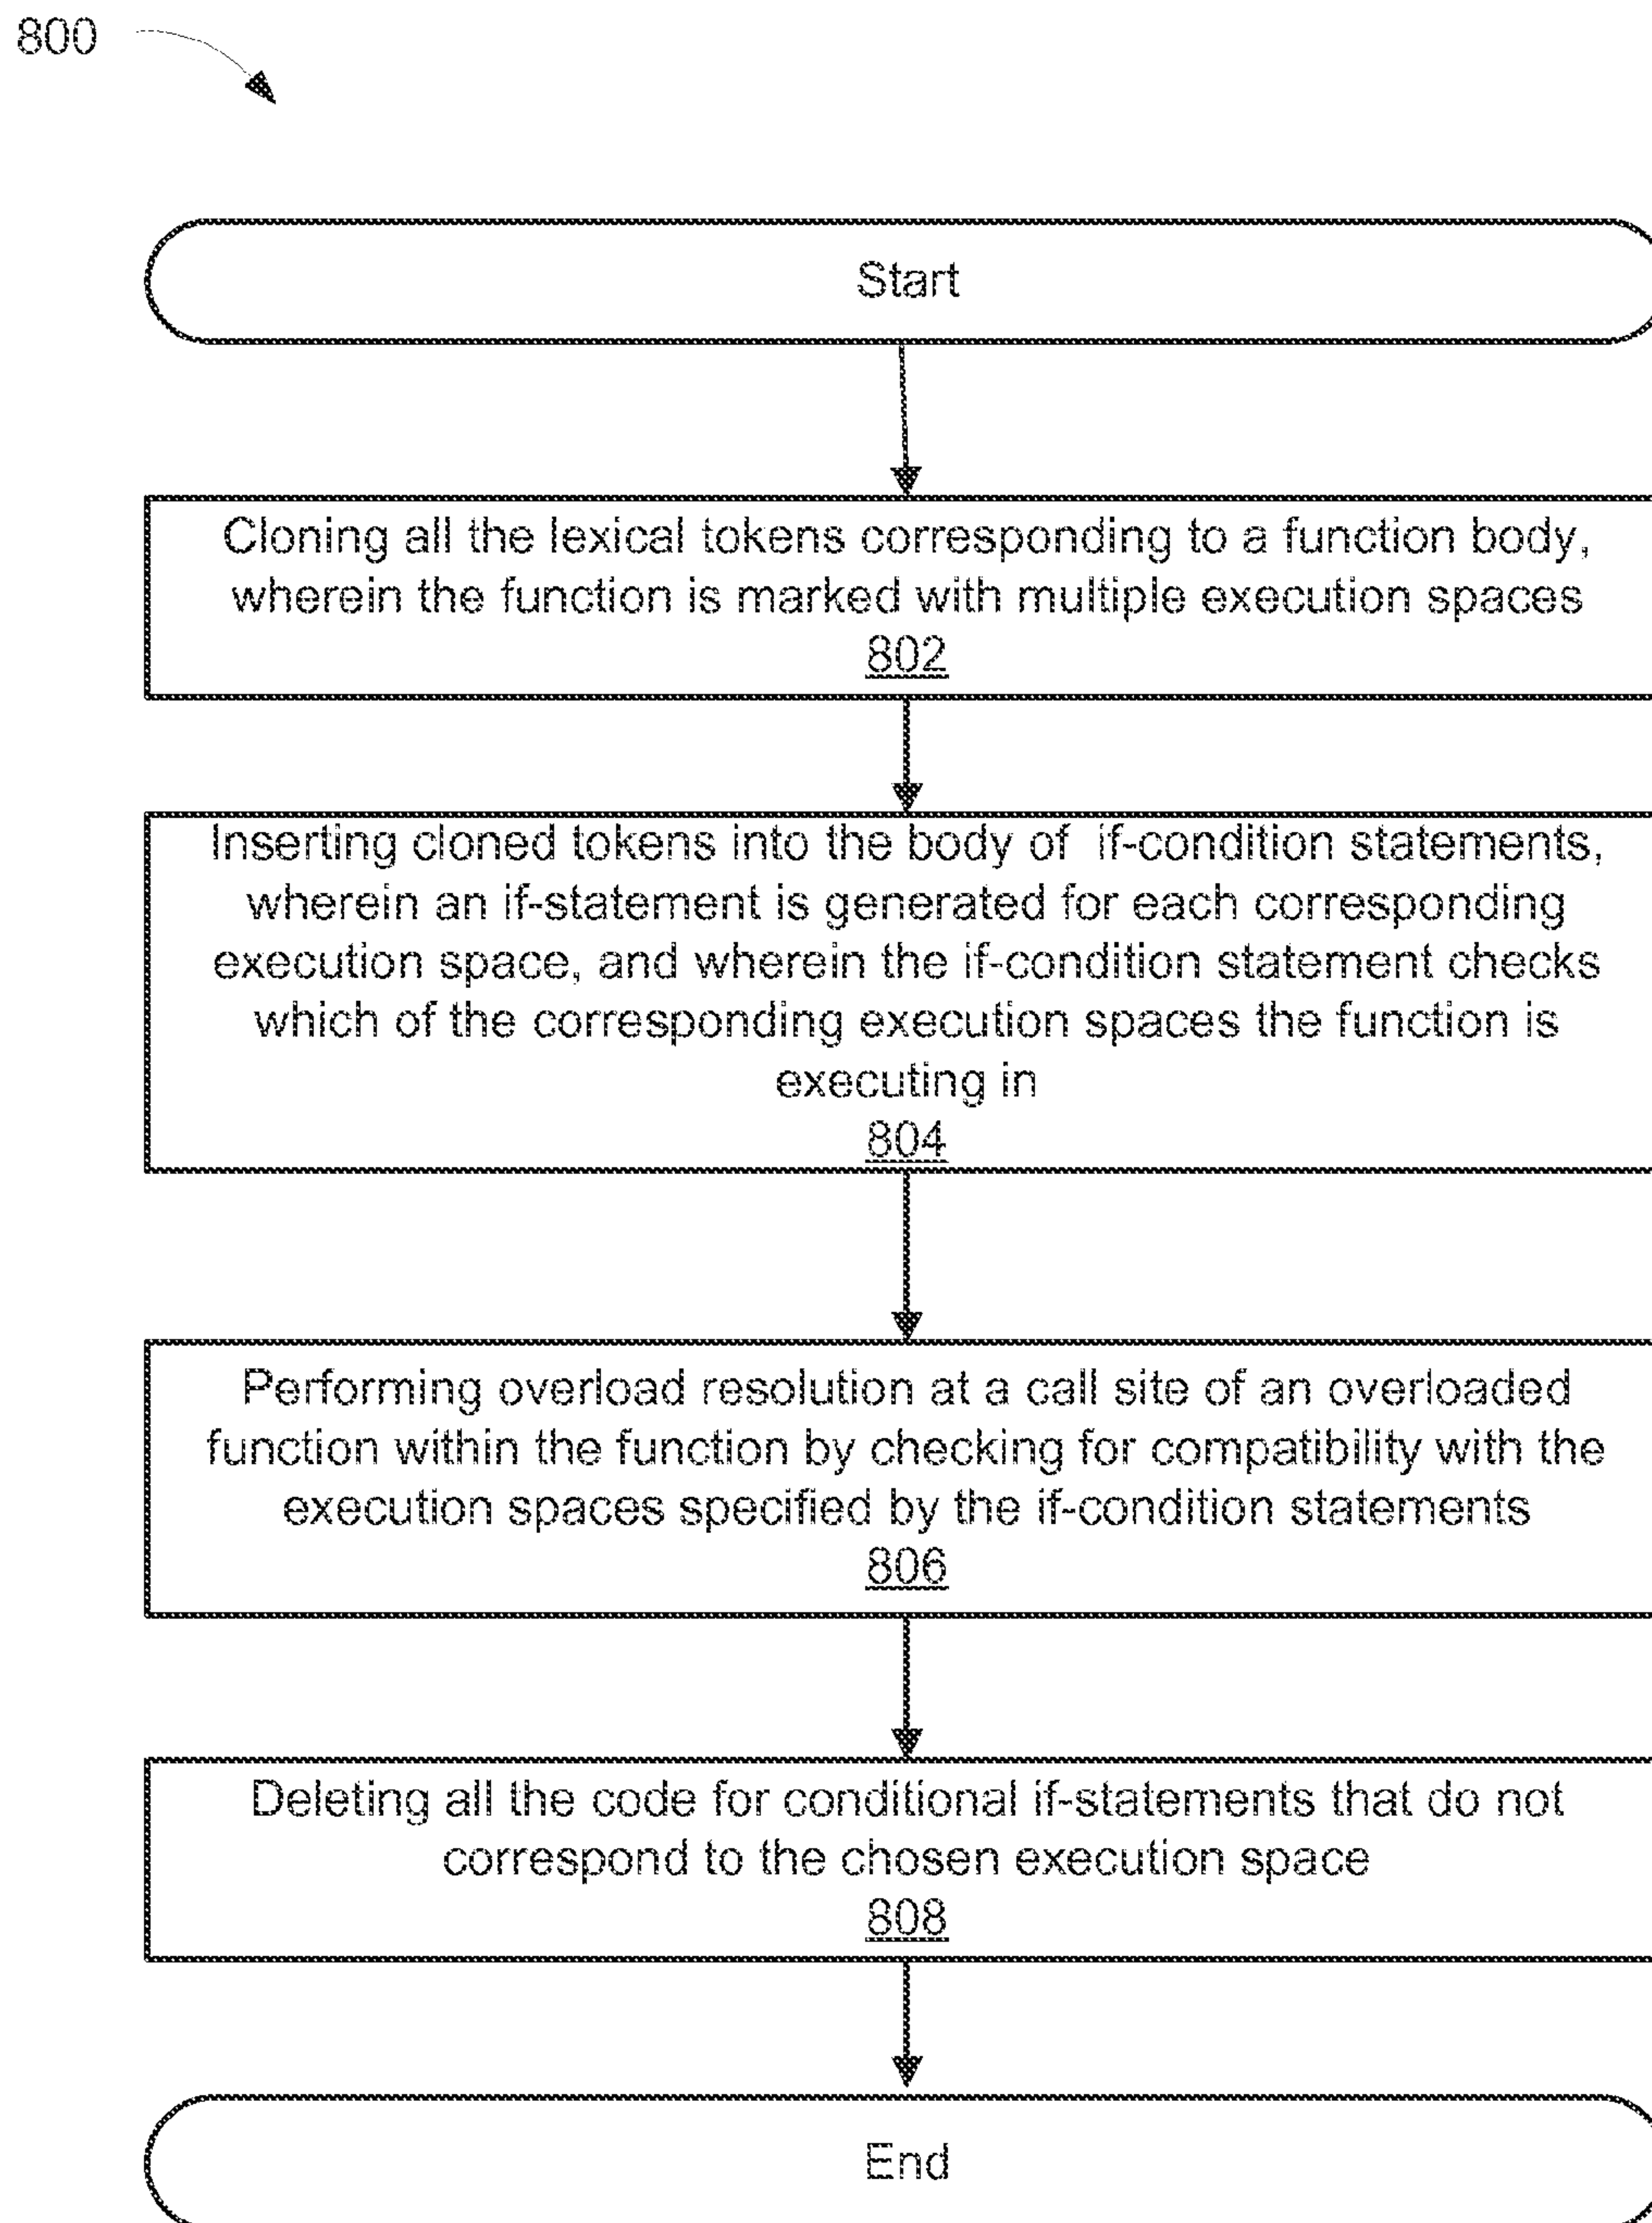 800
Start
Cloning all the lexical tokens corresponding to a function body,
wherein the function is marked with multiple execution spaces
802
Inserting cloned tokens into the body of if-condition statements,
wherein an if-statement is generated for each corresponding
execution space, and wherein the if-condition statement checks
which of the corresponding execution spaces the function is
executing in
804
Performing overload resolution at a call site of an overloaded
function within the function by checking for compatibility with the
execution spaces specified by the if-condition statements
806
Deleting all the code for conditional if-statements that do not
correspond to the chosen execution space
808
End